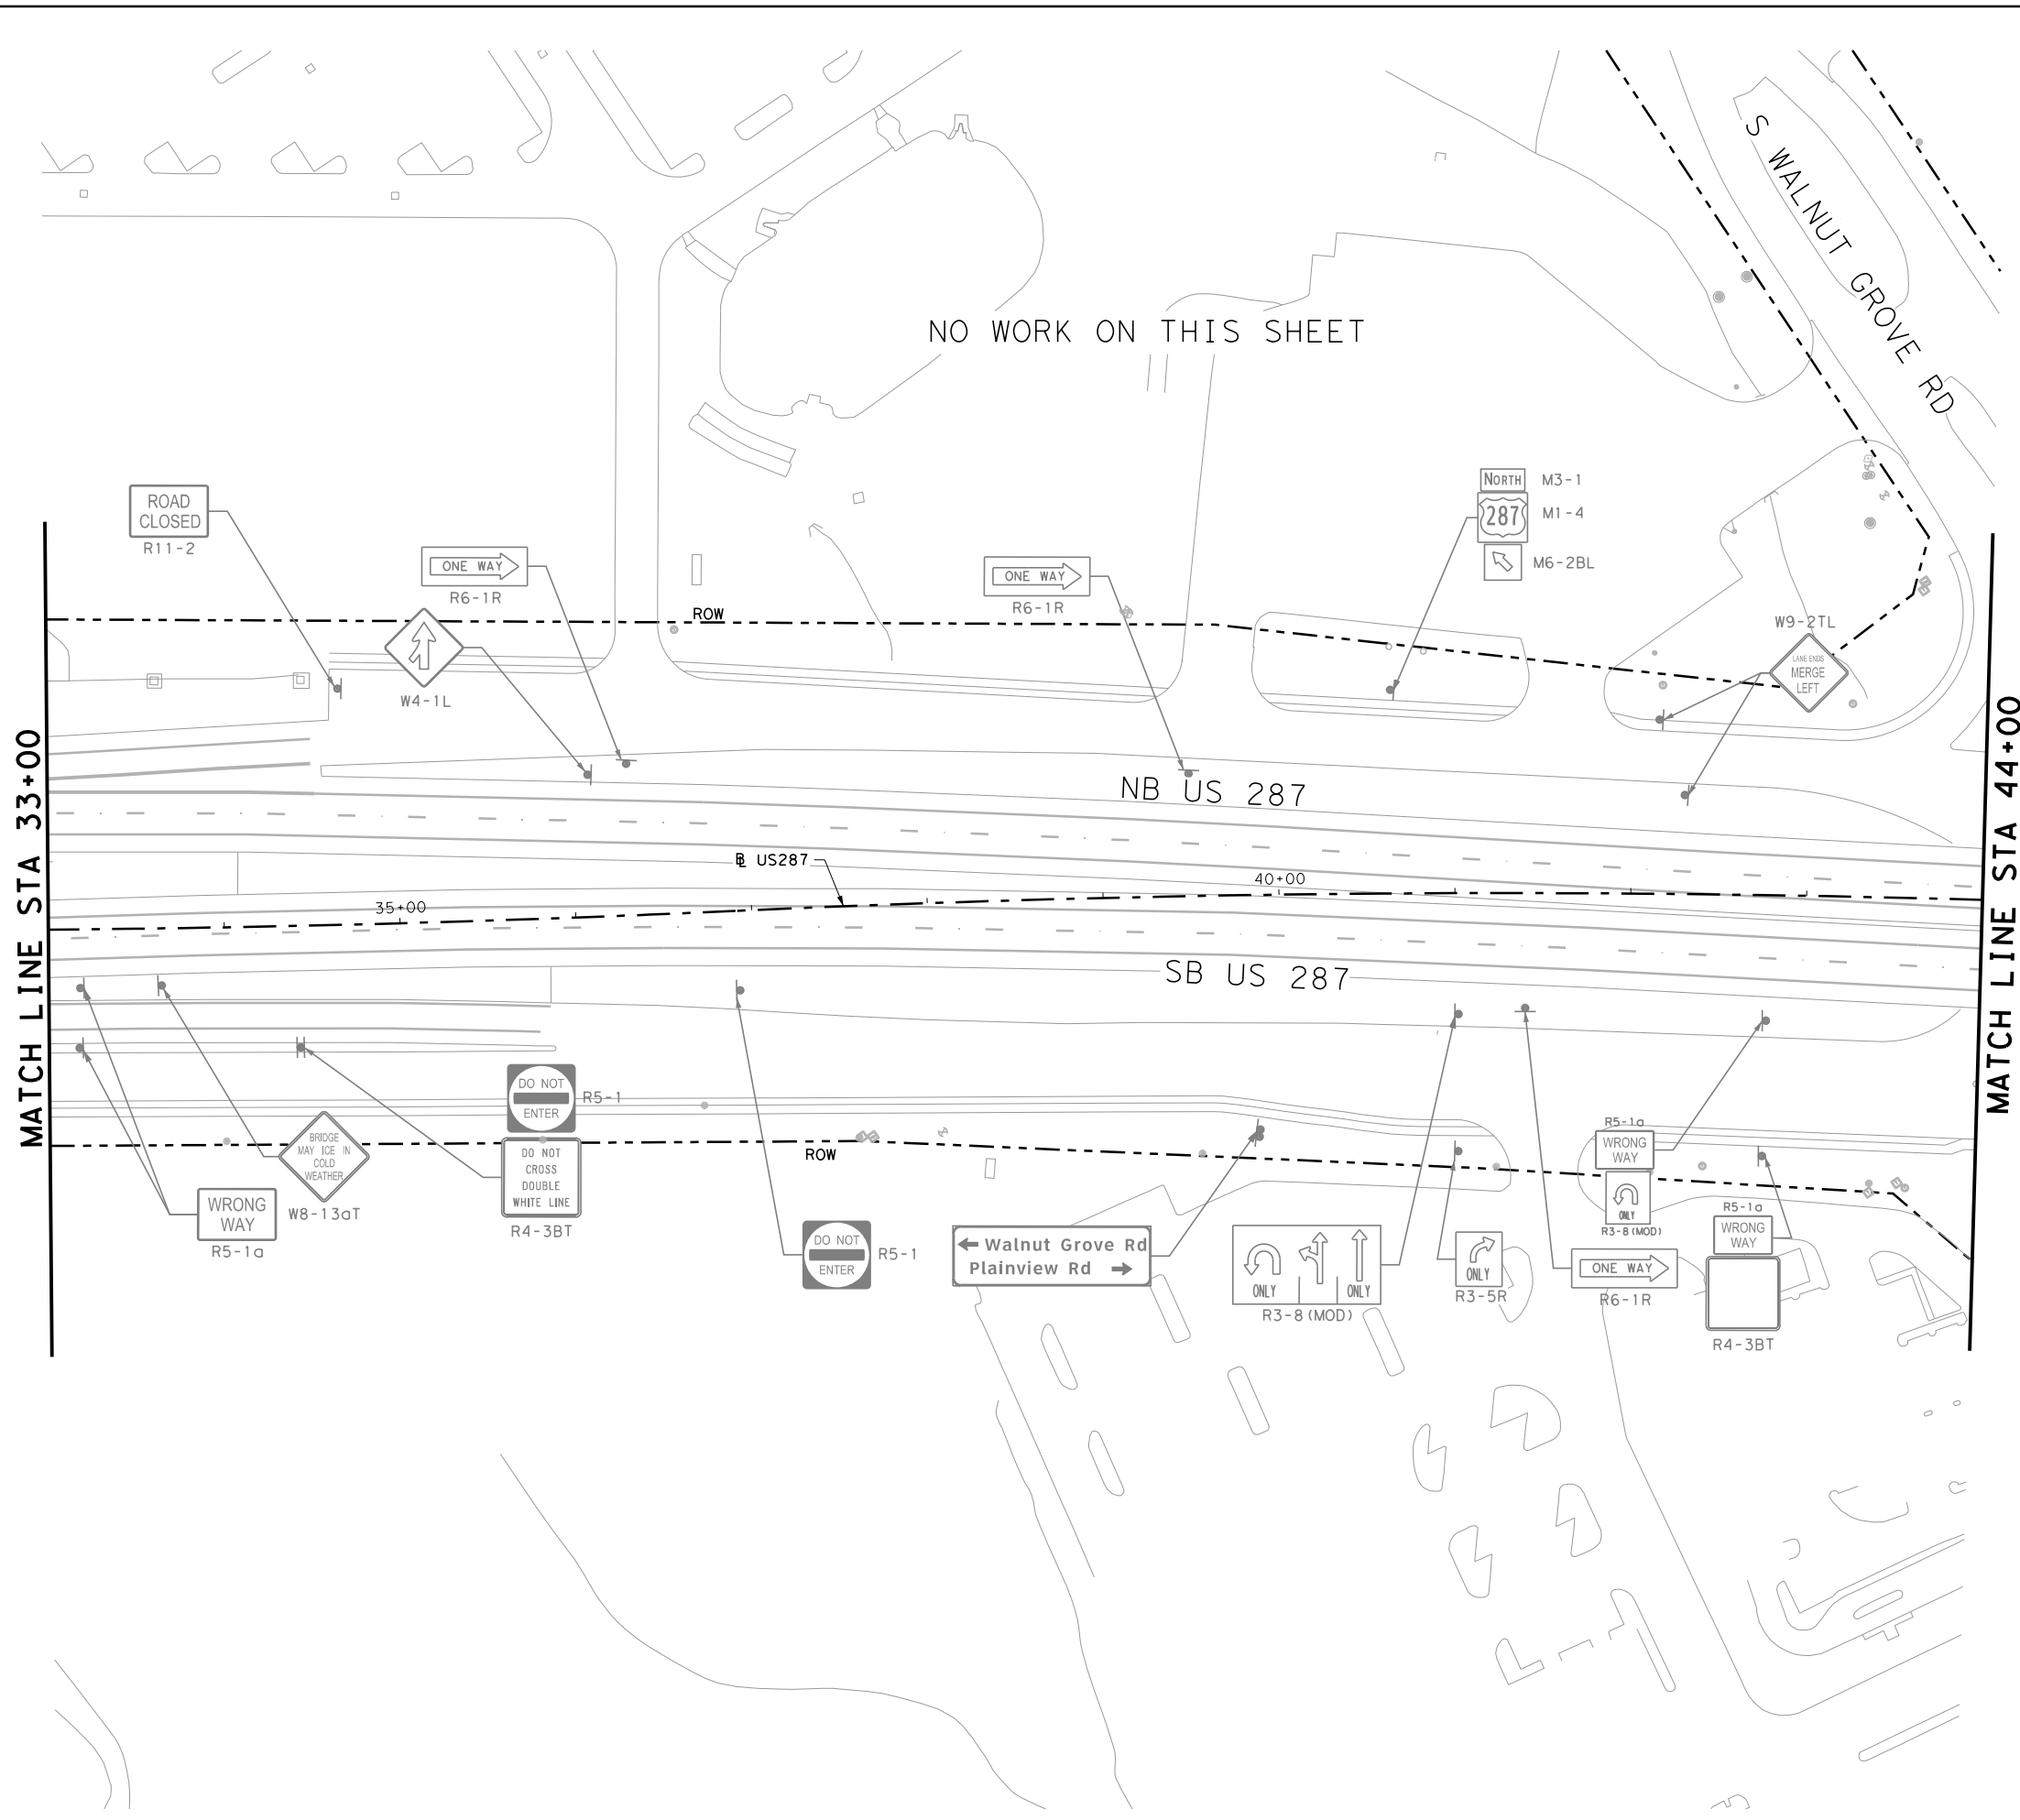 S WALNUT GROVE RD
NO WORK ON THIS SHEET
ROAD
CLOSED
R11-2
ONE WAY
R6-1R
W4-1L
ROW
ONE WAY
R6-1R
NORTH
M3-1
287
M1-4
M6-2BL
W9-2TL
LANE ENDS
MERGE
LEFT
MATCH LINE STA 33+00
MATCH LINE STA 44+00
NB US 287
BL US287
35+00
40+00
SB US 287
DO NOT
ENTER
R5-1
DO NOT
CROSS
DOUBLE
WHITE LINE
R4-3BT
BRIDGE
MAY ICE IN
COLD
WEATHER
W8-13aT
WRONG
WAY
R5-1a
ROW
DO NOT
ENTER
R5-1
Walnut Grove Rd
Plainview Rd
ONLY
ONLY
R3-8(MOD)
ONLY
R3-5R
ONE WAY
R6-1R
R5-1a
WRONG
WAY
ONLY
R3-8(MOD)
R5-1a
WRONG
WAY
R4-3BT